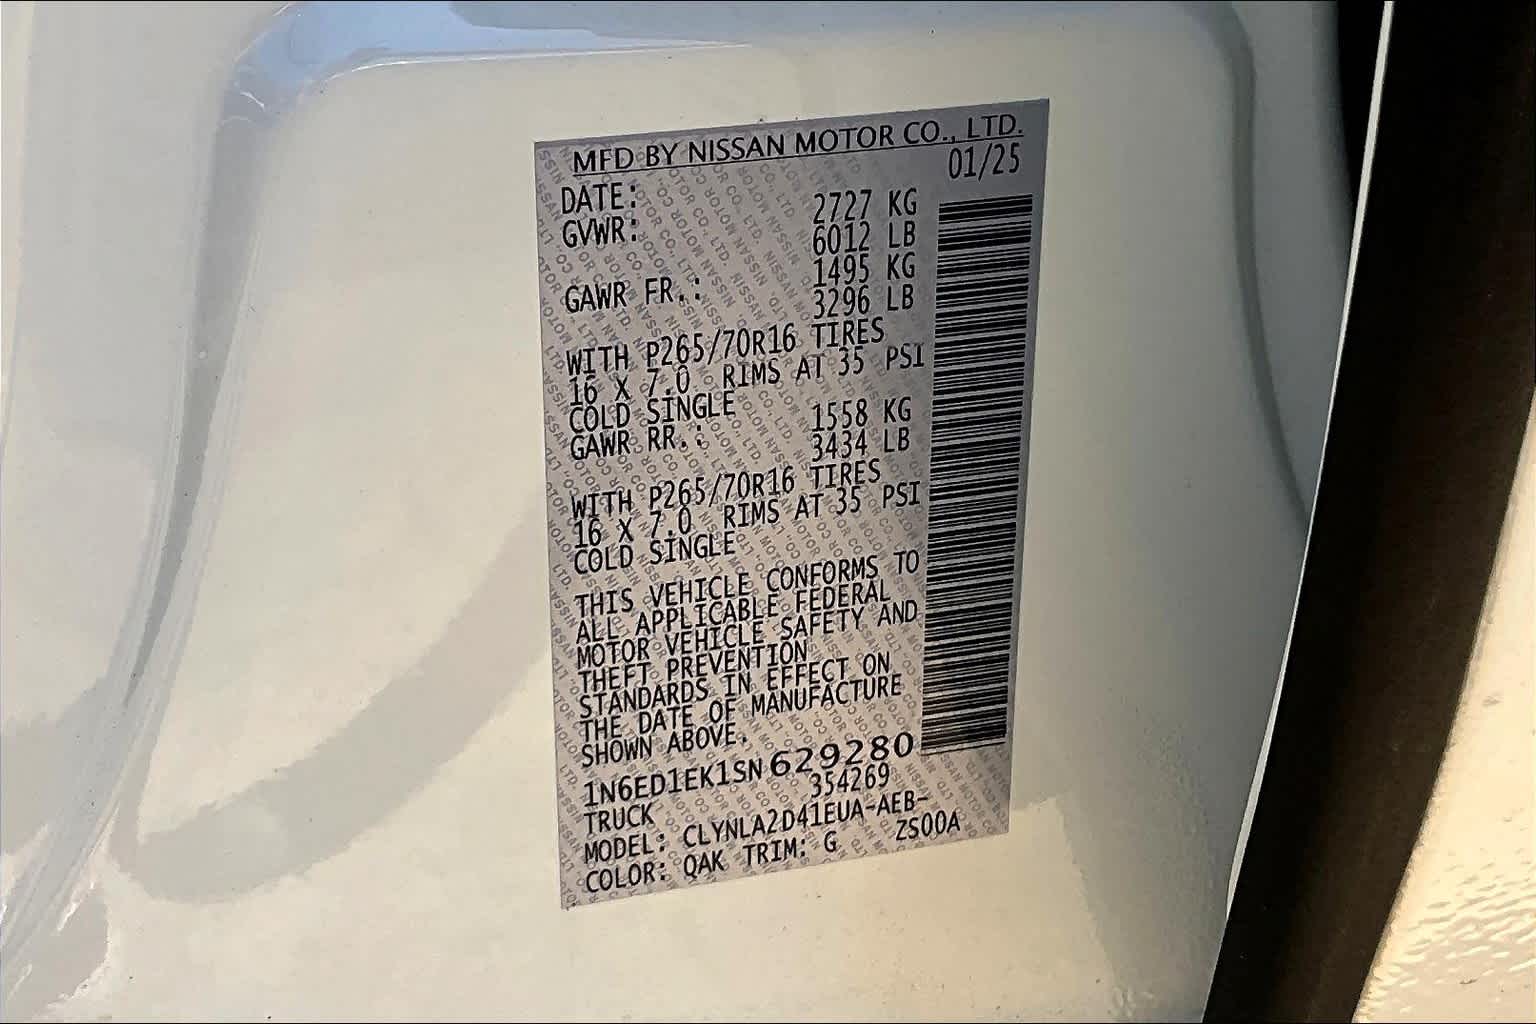 MFD BY NISSAN MOTOR CO., LTD.
DATE: 01/25
GVWR: 2727 KG
6012 LB
GAWR FR.: 1495 KG
3296 LB
WITH P265/70R16 TIRES
16 X 7.0 RIMS AT 35 PSI
COLD SINGLE
GAWR RR.: 1558 KG
3434 LB
WITH P265/70R16 TIRES
16 X 7.0 RIMS AT 35 PSI
COLD SINGLE
THIS VEHICLE CONFORMS TO
ALL APPLICABLE FEDERAL
MOTOR VEHICLE SAFETY AND
THEFT PREVENTION
STANDARDS IN EFFECT ON
THE DATE OF MANUFACTURE
SHOWN ABOVE.
1N6ED1EK1SN629280
TRUCK 354269
MODEL: CLYNLA2D41EUA-AEB-
COLOR: QAK TRIM: G ZS00A